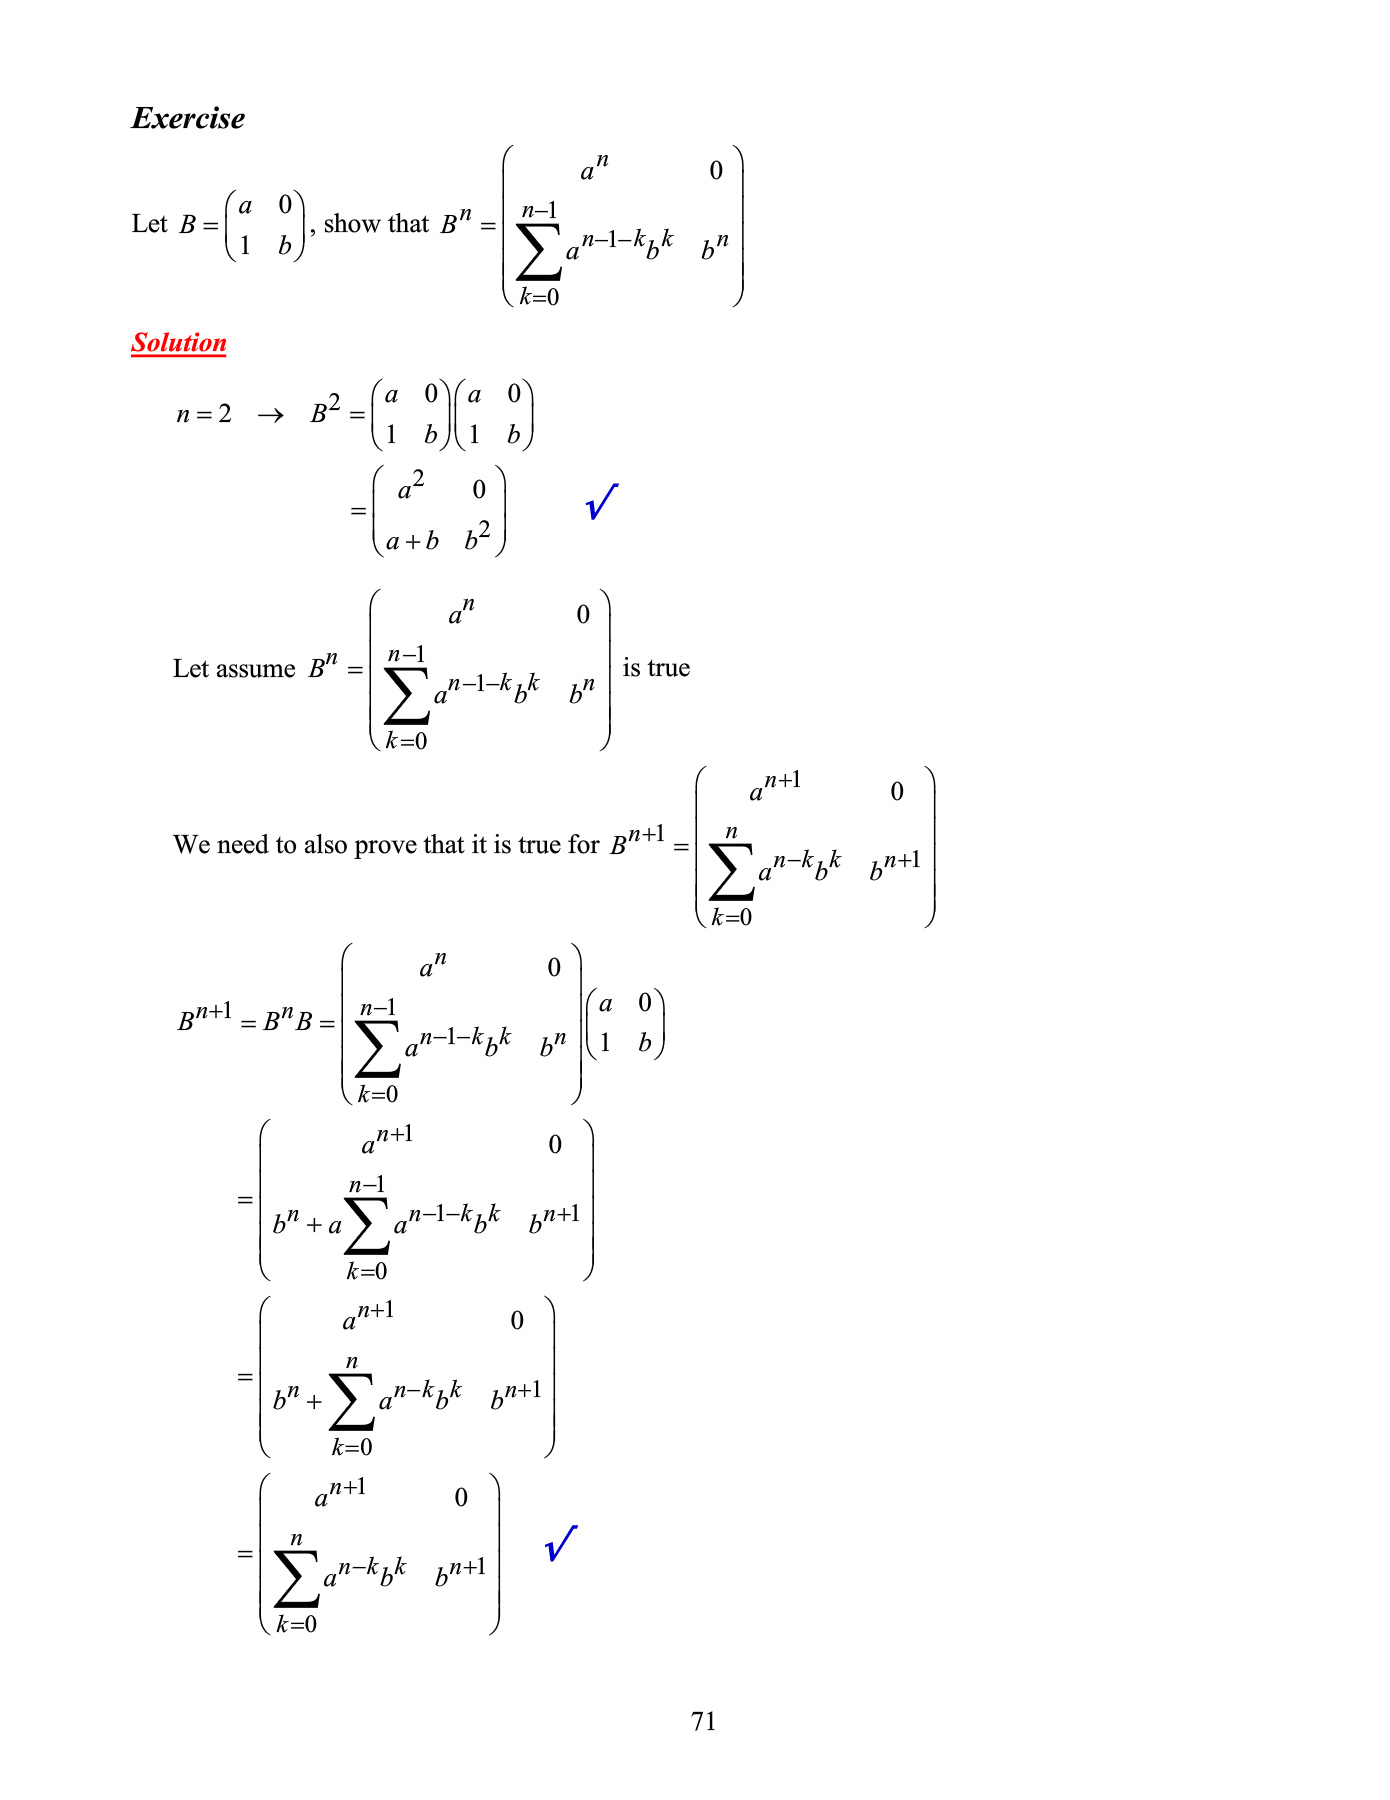 Exercise
Let B = \begin{pmatrix} a & 0 \\ 1 & b \end{pmatrix}, show that B^n = \begin{pmatrix} a^n & 0 \\ \sum_{k=0}^{n-1} a^{n-1-k} b^k & b^n \end{pmatrix}
Solution
n = 2 → B^2 = \begin{pmatrix} a & 0 \\ 1 & b \end{pmatrix} \begin{pmatrix} a & 0 \\ 1 & b \end{pmatrix}
= \begin{pmatrix} a^2 & 0 \\ a + b & b^2 \end{pmatrix} √
Let assume B^n = \begin{pmatrix} a^n & 0 \\ \sum_{k=0}^{n-1} a^{n-1-k} b^k & b^n \end{pmatrix} is true
We need to also prove that it is true for B^{n+1} = \begin{pmatrix} a^{n+1} & 0 \\ \sum_{k=0}^{n} a^{n-k} b^k & b^{n+1} \end{pmatrix}
B^{n+1} = B^n B = \begin{pmatrix} a^n & 0 \\ \sum_{k=0}^{n-1} a^{n-1-k} b^k & b^n \end{pmatrix} \begin{pmatrix} a & 0 \\ 1 & b \end{pmatrix}
= \begin{pmatrix} a^{n+1} & 0 \\ b^n + a \sum_{k=0}^{n-1} a^{n-1-k} b^k & b^{n+1} \end{pmatrix}
= \begin{pmatrix} a^{n+1} & 0 \\ b^n + \sum_{k=0}^{n} a^{n-k} b^k & b^{n+1} \end{pmatrix}
= \begin{pmatrix} a^{n+1} & 0 \\ \sum_{k=0}^{n} a^{n-k} b^k & b^{n+1} \end{pmatrix} √
71